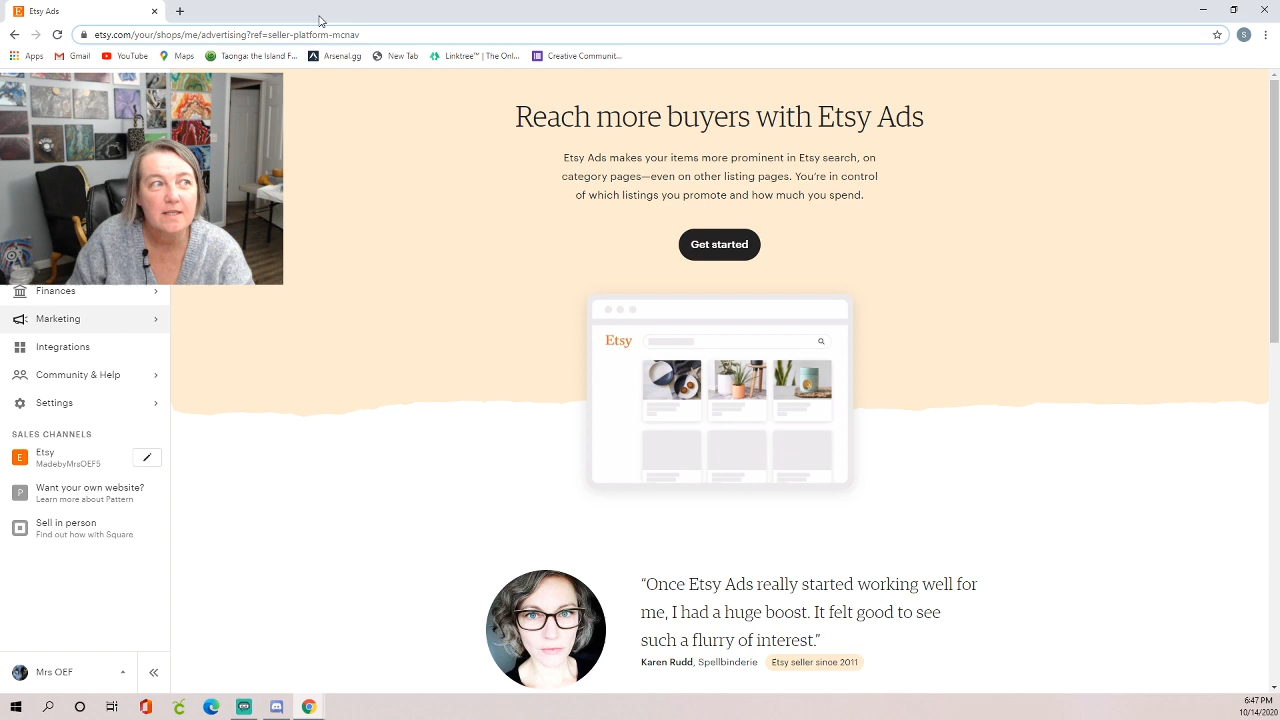 Etsy Ads
etsy.com/your/shops/me/advertising?ref=seller-platform-mcnav
S
Apps
Gmail
YouTube
Maps
Taonga: the Island F...
Arsenal.gg
New Tab
Linktree™ | The Onl...
Creative Communit...
Reach more buyers with Etsy Ads
Etsy Ads makes your items more prominent in Etsy search, on
category pages—even on other listing pages. You're in control
of which listings you promote and how much you spend.
Get started
Etsy
Finances
Marketing
Integrations
Community & Help
Settings
SALES CHANNELS
E
Etsy
MadebyMrsOEFS
P
Want your own website?
Learn more about Pattern
Sell in person
Find out how with Square
Mrs OEF
“Once Etsy Ads really started working well for
me, I had a huge boost. It felt good to see
such a flurry of interest.”
Karen Rudd, Spellbinderie
Etsy seller since 2011
6:47 PM
10/14/2020